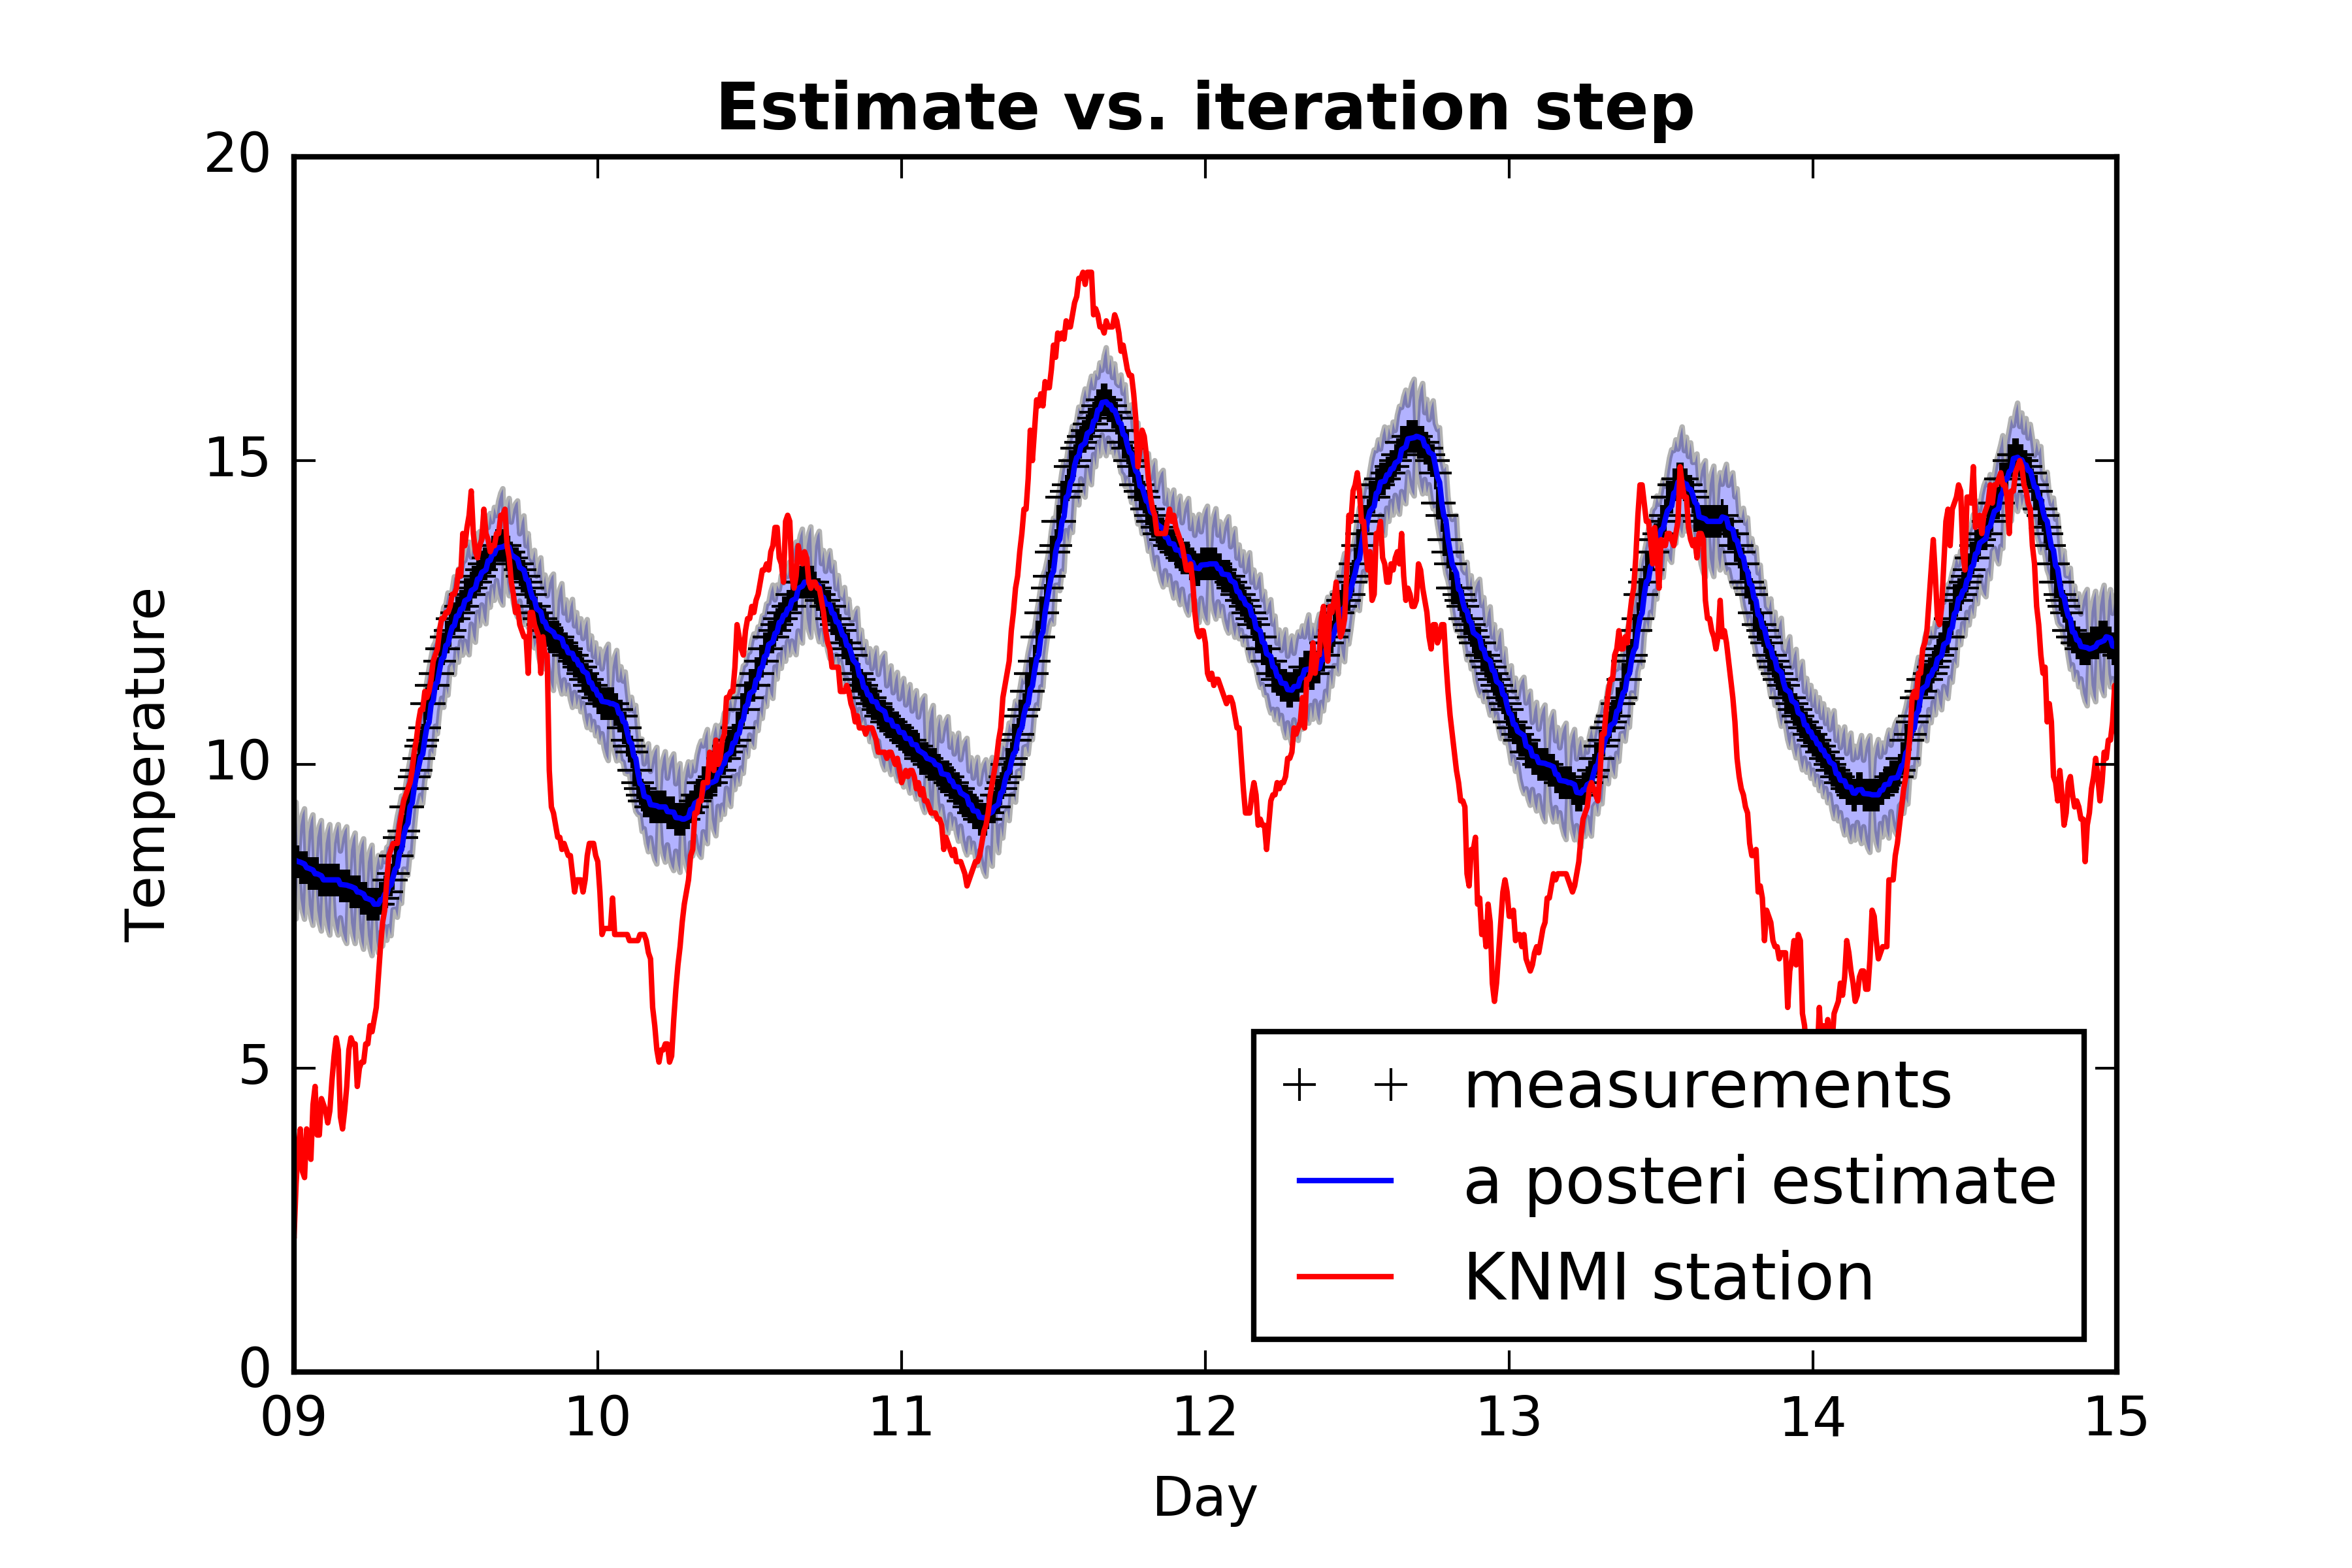 Estimate vs. iteration step
20
15
10
5
0
Temperature
09 10 11 12 13 14 15
Day
measurements
a posteri estimate
KNMI station